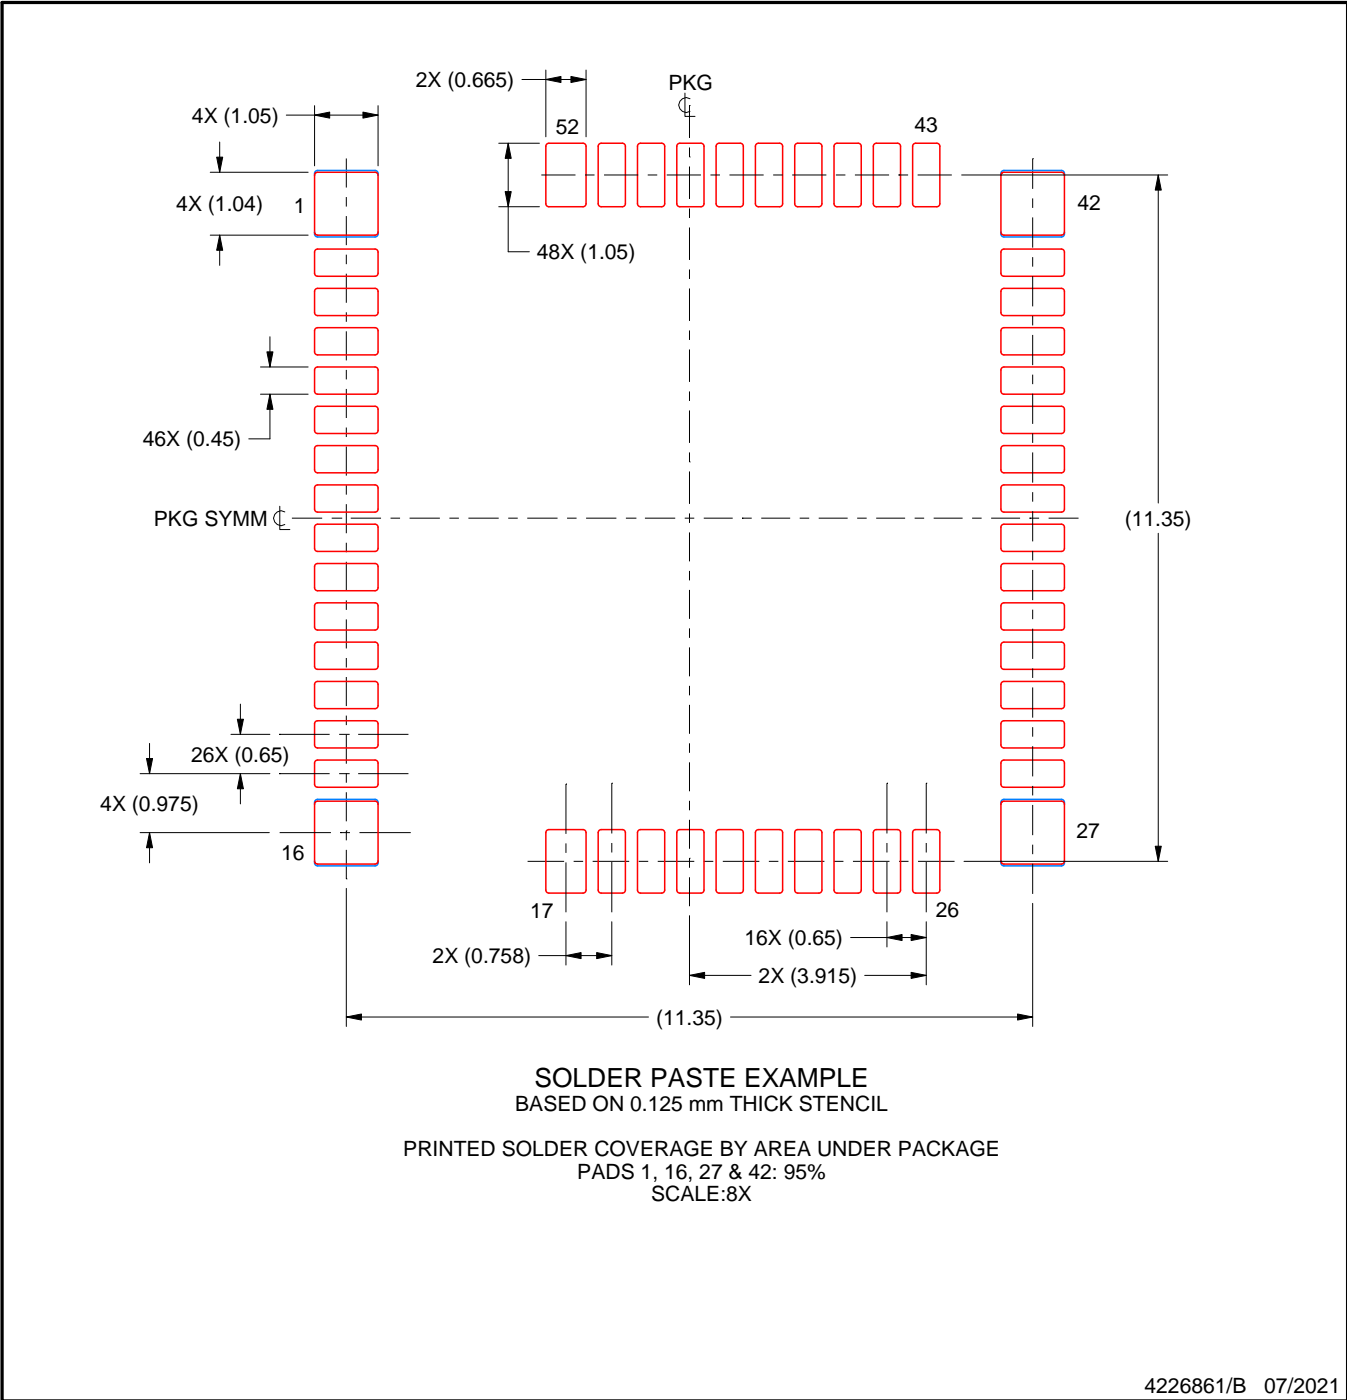 2X (0.665)
PKG
℄
4X (1.05)
52
43
4X (1.04)
1
42
48X (1.05)
46X (0.45)
PKG SYMM ℄
(11.35)
26X (0.65)
4X (0.975)
16
27
17
26
2X (0.758)
16X (0.65)
2X (3.915)
(11.35)
SOLDER PASTE EXAMPLE
BASED ON 0.125 mm THICK STENCIL
PRINTED SOLDER COVERAGE BY AREA UNDER PACKAGE
PADS 1, 16, 27 & 42: 95%
SCALE:8X
4226861/B 07/2021